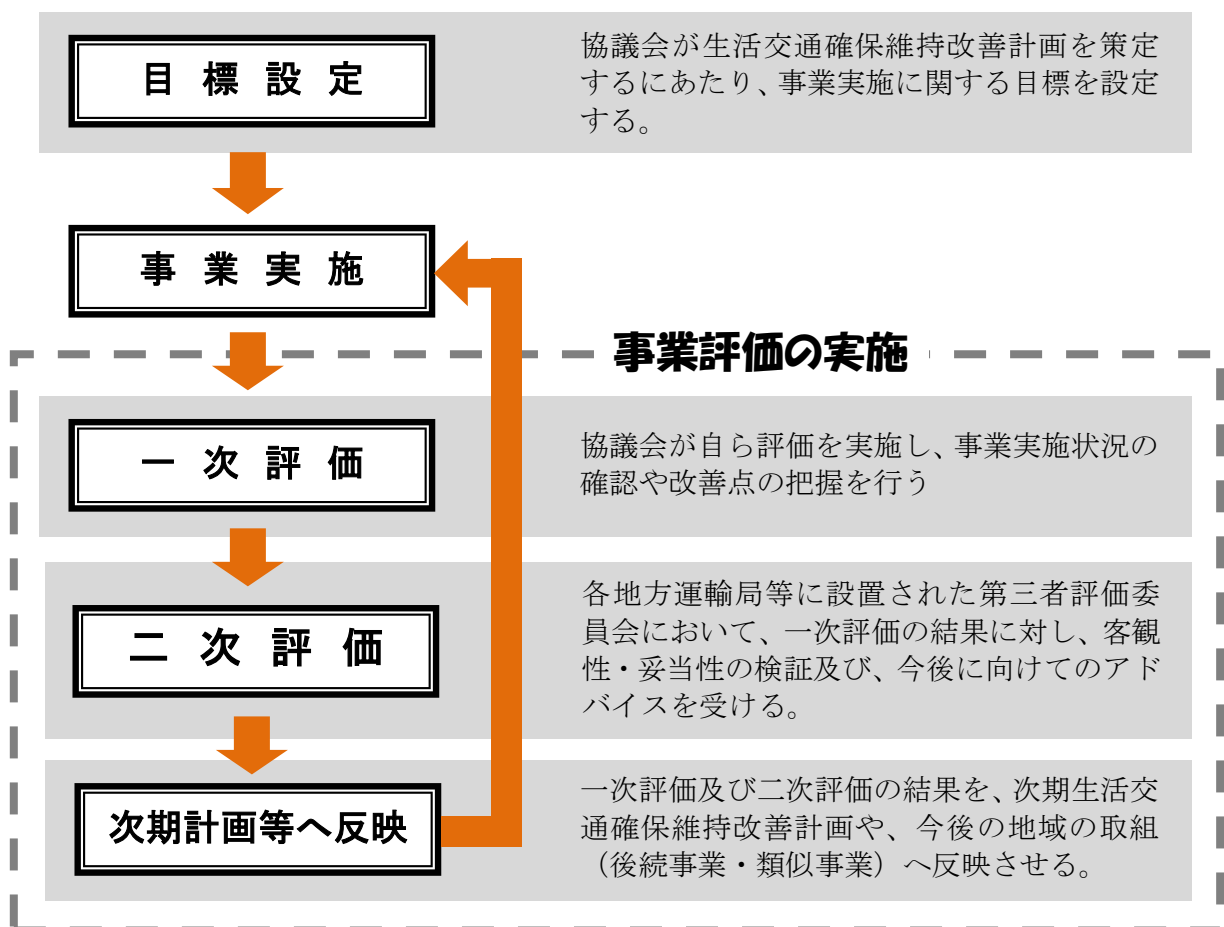 目標設定
協議会が生活交通確保維持改善計画を策定
するにあたり、事業実施に関する目標を設定
する。
事業実施
事業評価の実施
一次評価
協議会が自ら評価を実施し、事業実施状況の
確認や改善点の把握を行う
二次評価
各地方運輸局等に設置された第三者評価委
員会において、一次評価の結果に対し、客観
性・妥当性の検証及び、今後に向けてのアド
バイスを受ける。
次期計画等へ反映
一次評価及び二次評価の結果を、次期生活交
通確保維持改善計画や、今後の地域の取組
（後続事業・類似事業）へ反映させる。